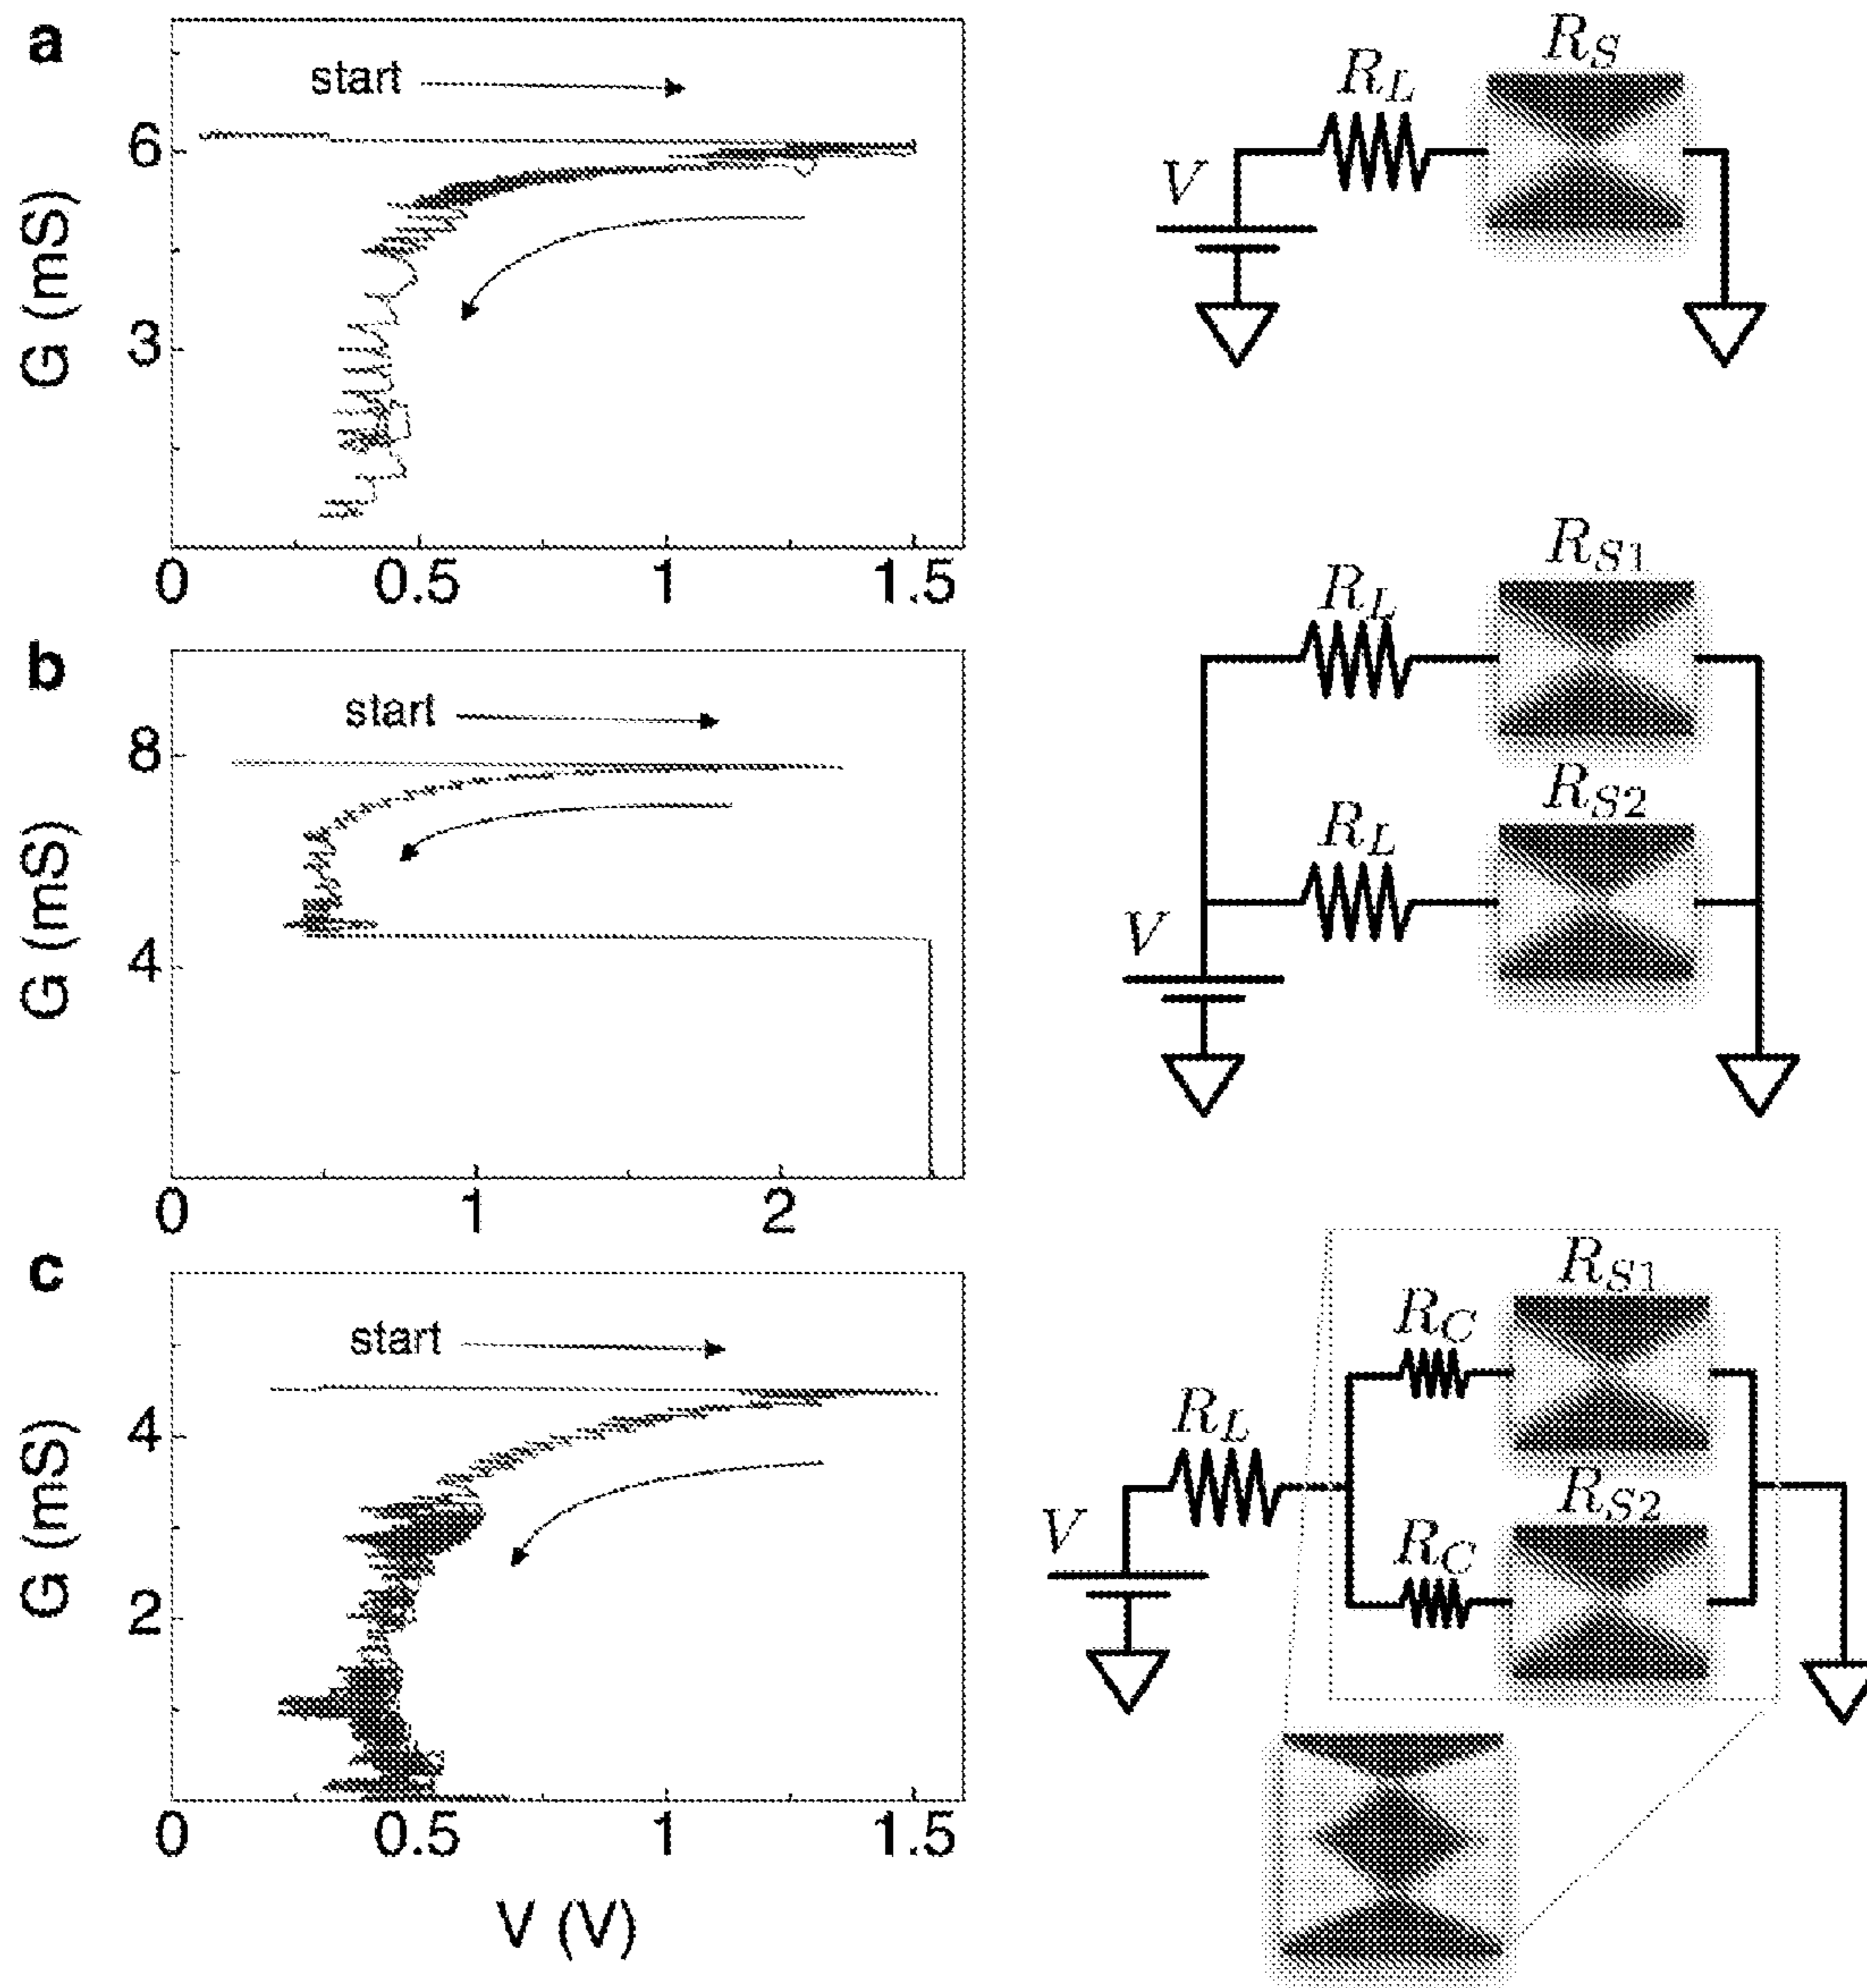 a
start
6
3
G (mS)
0 0.5 1 1.5
R_L
R_S
V
b
start
8
4
G (mS)
0 1 2
R_L
R_S1
R_L
R_S2
V
c
start
4
2
G (mS)
0 0.5 1 1.5
V (V)
R_L
V
R_C
R_S1
R_C
R_S2